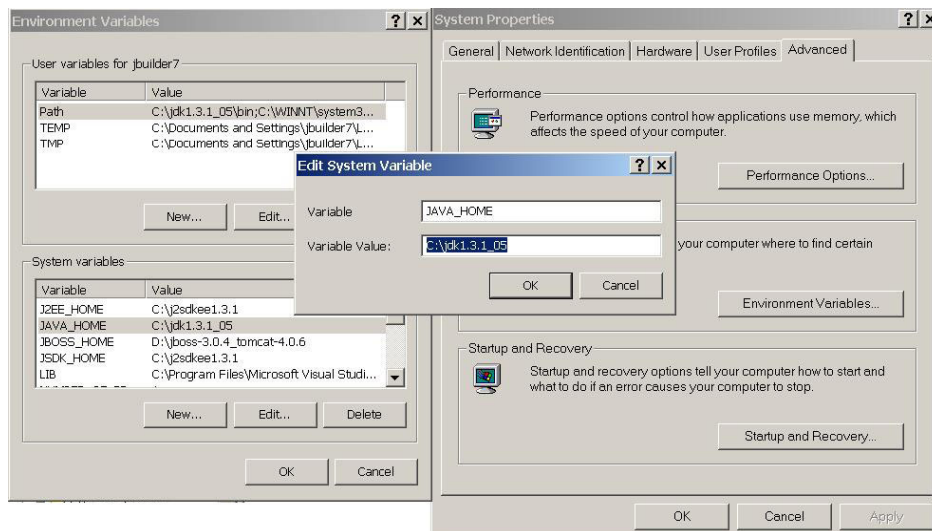 Environment Variables
User variables for jbuilder7
Variable Value
Path C:\jdk1.3.1_05\bin;C:\WINNT\system3...
TEMP C:\Documents and Settings\jbuilder7\L...
TMP C:\Documents and Settings\jbuilder7\L...
New... Edit...
System variables
Variable Value
J2EE_HOME C:\j2sdkee1.3.1
JAVA_HOME C:\jdk1.3.1_05
JBOSS_HOME D:\jboss-3.0.4_tomcat-4.0.6
JSDK_HOME C:\j2sdkee1.3.1
LIB C:\Program Files\Microsoft Visual Studi...
New... Edit... Delete
OK Cancel
Edit System Variable
Variable JAVA_HOME
Variable Value: C:\jdk1.3.1_05
OK Cancel
System Properties
General Network Identification Hardware User Profiles Advanced
Performance
Performance options control how applications use memory, which
affects the speed of your computer.
Performance Options...
your computer where to find certain
Environment Variables...
Startup and Recovery
Startup and recovery options tell your computer how to start and
what to do if an error causes your computer to stop.
Startup and Recovery...
OK Cancel Apply